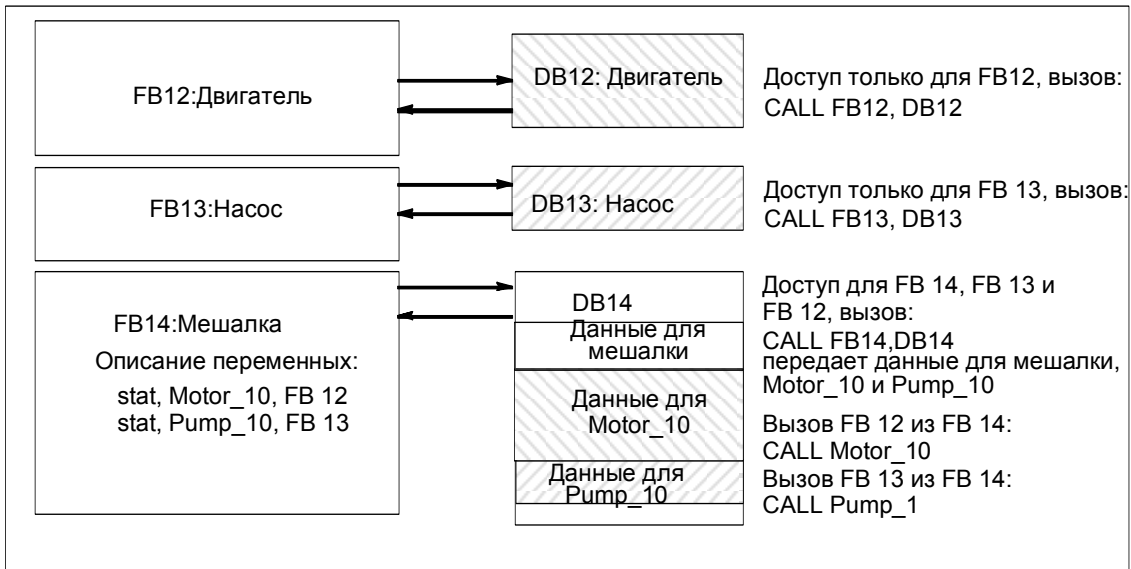 FB12:Двигатель
DB12: Двигатель
Доступ только для FB12, вызов:
CALL FB12, DB12
FB13:Насос
DB13: Насос
Доступ только для FB 13, вызов:
CALL FB13, DB13
FB14:Мешалка
Описание переменных:
stat, Motor_10, FB 12
stat, Pump_10, FB 13
DB14
Данные для
мешалки
Данные для
Motor_10
Данные для
Pump_10
Доступ для FB 14, FB 13 и
FB 12, вызов:
CALL FB14,DB14
передает данные для мешалки,
Motor_10 и Pump_10
Вызов FB 12 из FB 14:
CALL Motor_10
Вызов FB 13 из FB 14:
CALL Pump_1